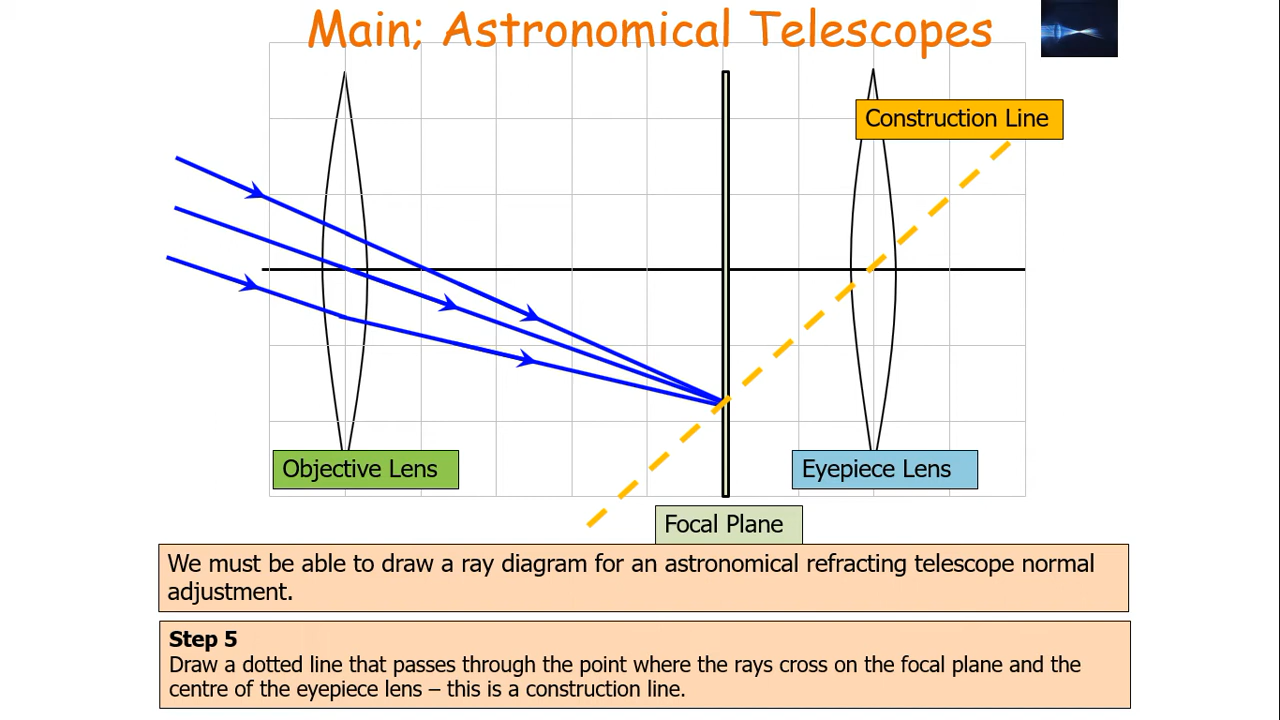 Main; Astronomical Telescopes
Construction Line
Objective Lens
Eyepiece Lens
Focal Plane
We must be able to draw a ray diagram for an astronomical refracting telescope normal
adjustment.
Step 5
Draw a dotted line that passes through the point where the rays cross on the focal plane and the
centre of the eyepiece lens – this is a construction line.